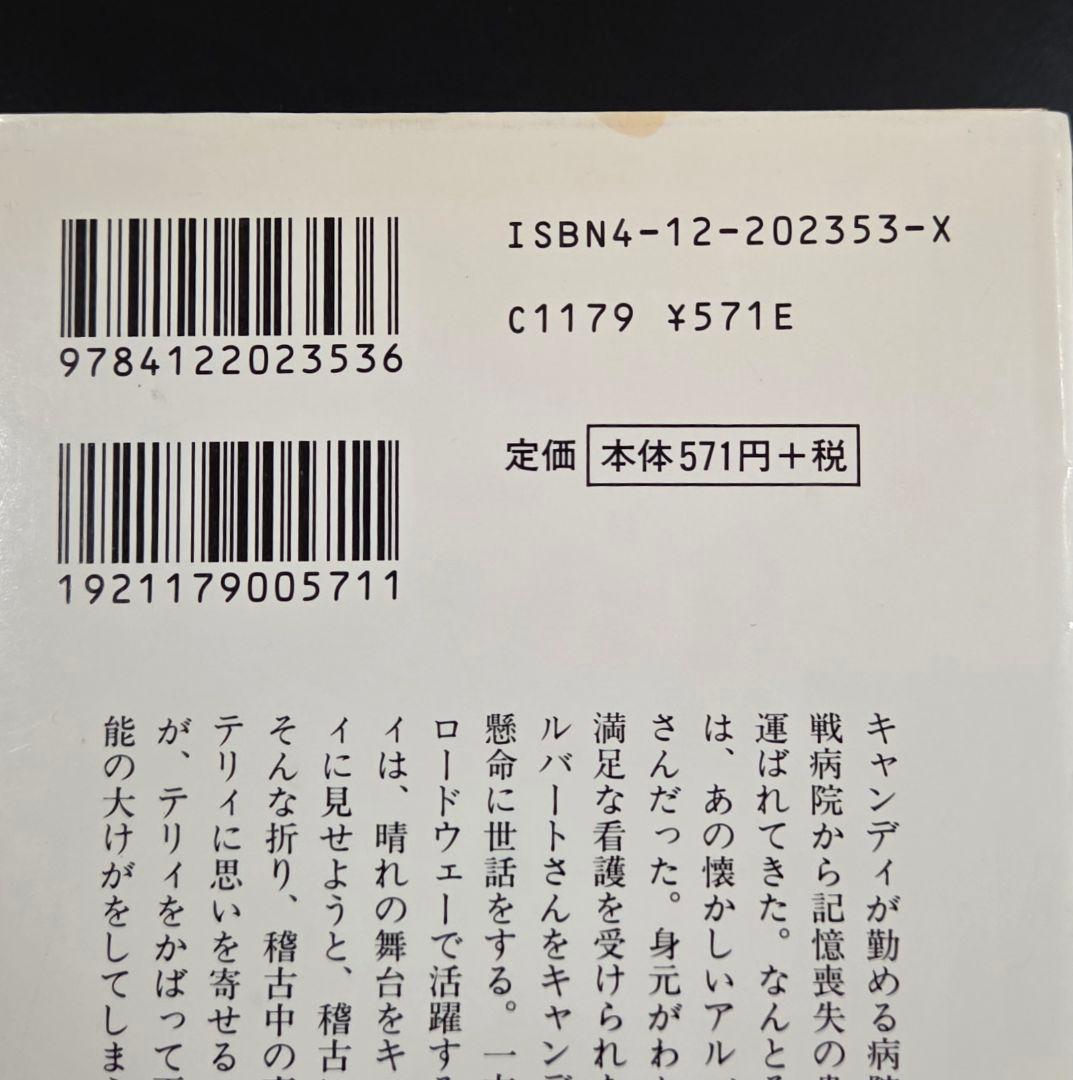 9784122023536
1921179005711
ISBN4-12-202353-X
C1179 ¥571E
定価 本体571円+税
キャンディが勤める病院
戦病院から記憶喪失の
運ばれてきた。なんと
は、あの懐かしいアル
さんだった。身元がわ
満足な看護を受けられ
ルバートさんをキャン
懸命に世話をする。一
ロードウェーで活躍す
ィは、晴れの舞台をキ
ィに見せようと、稽古
そんな折り、稽古中の
テリィに思いを寄せる
が、テリィをかばって
能の大けがをしてしま